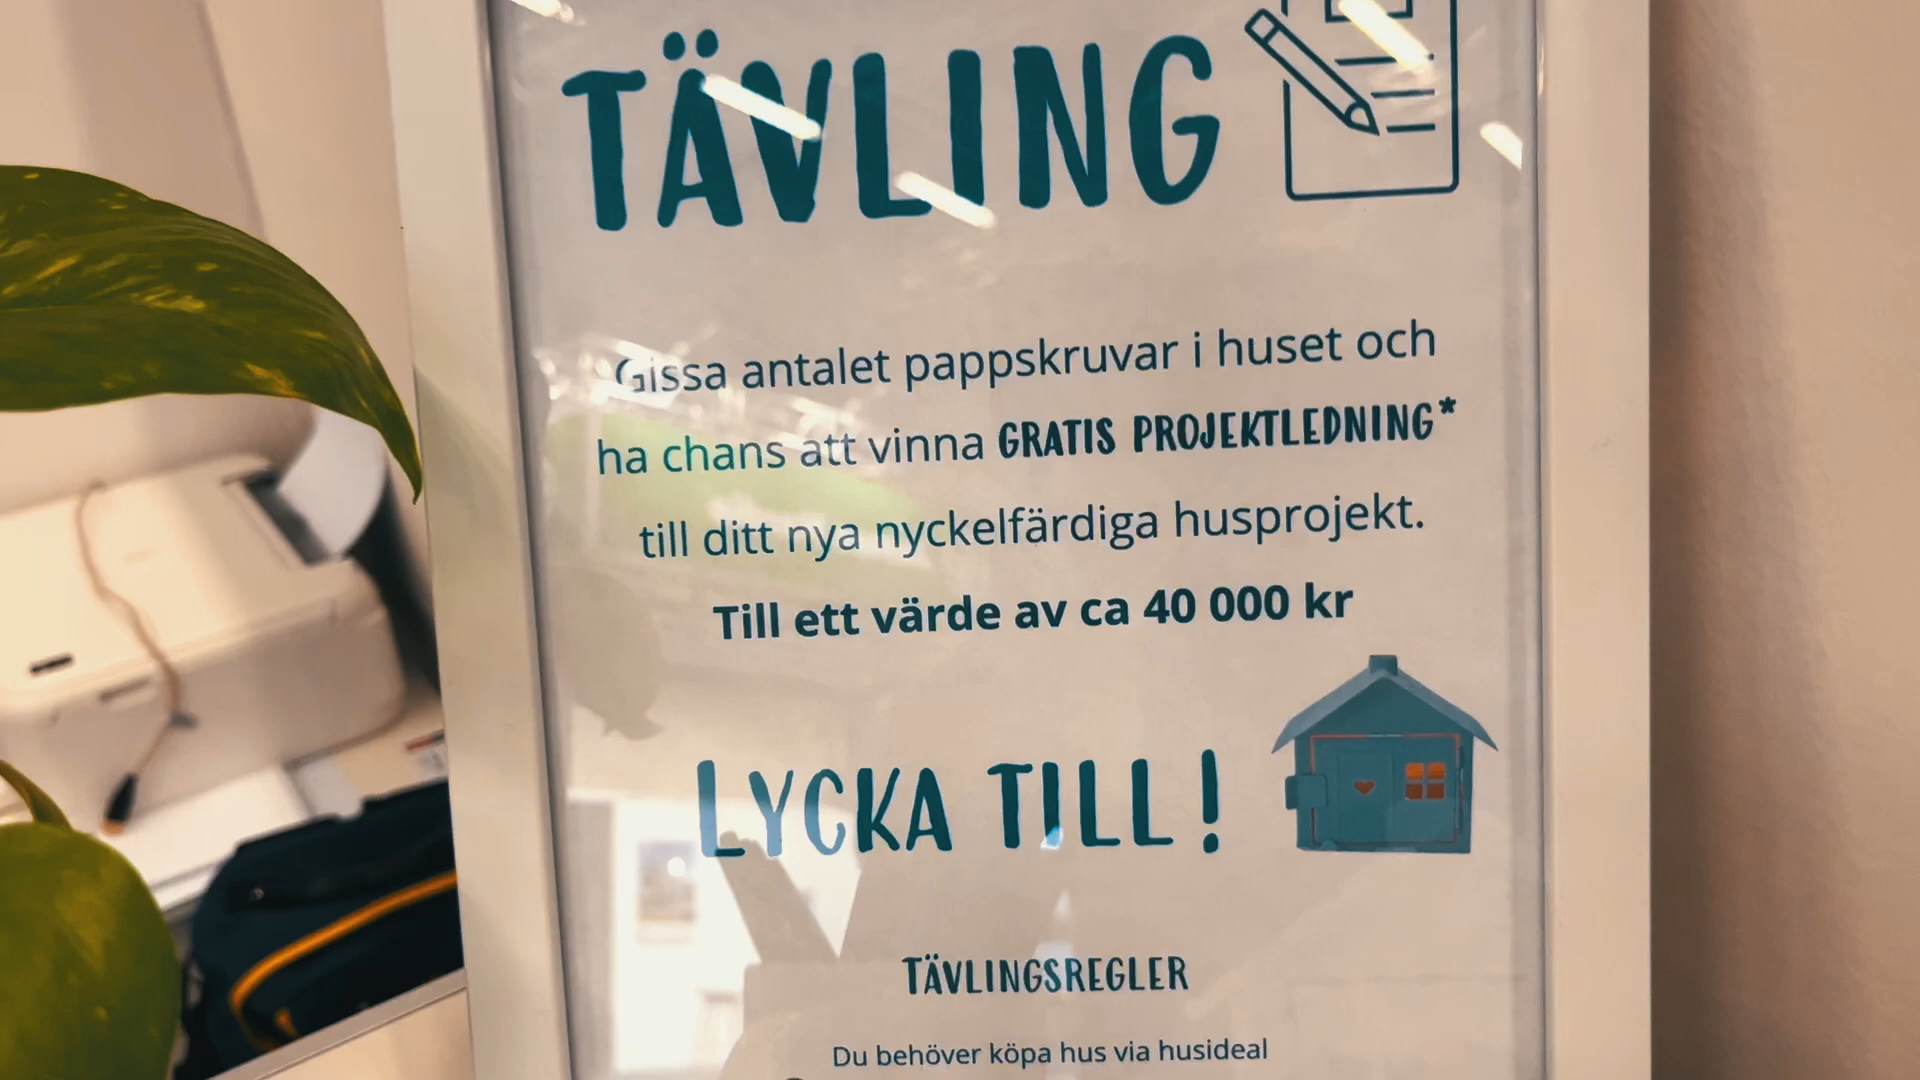 TÄVLING
Gissa antalet pappskruvar i huset och
ha chans att vinna GRATIS PROJEKTLEDNING*
till ditt nya nyckelfärdiga husprojekt.
Till ett värde av ca 40 000 kr
LYCKA TILL!
TÄVLINGSREGLER
Du behöver köpa hus via husideal